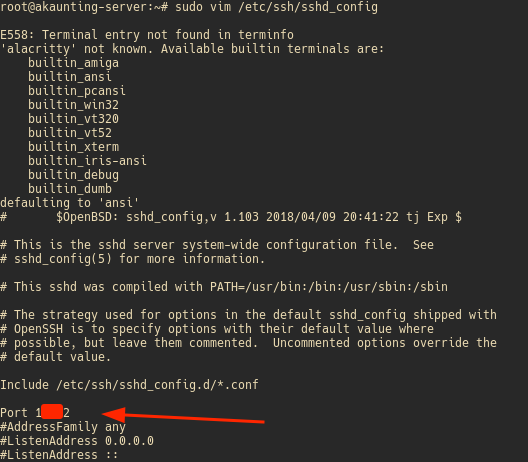 root@akaunting-server:~# sudo vim /etc/ssh/sshd_config
E558: Terminal entry not found in terminfo
'alacritty' not known. Available builtin terminals are:
builtin_amiga
builtin_ansi
builtin_pcansi
builtin_win32
builtin_vt320
builtin_vt52
builtin_xterm
builtin_iris-ansi
builtin_debug
builtin_dumb
defaulting to 'ansi'
#       $OpenBSD: sshd_config,v 1.103 2018/04/09 20:41:22 tj Exp $
# This is the sshd server system-wide configuration file.  See
# sshd_config(5) for more information.
# This sshd was compiled with PATH=/usr/bin:/bin:/usr/sbin:/sbin
# The strategy used for options in the default sshd_config shipped with
# OpenSSH is to specify options with their default value where
# possible, but leave them commented.  Uncommented options override the
# default value.
Include /etc/ssh/sshd_config.d/*.conf
Port
#AddressFamily any
#ListenAddress 0.0.0.0
#ListenAddress ::